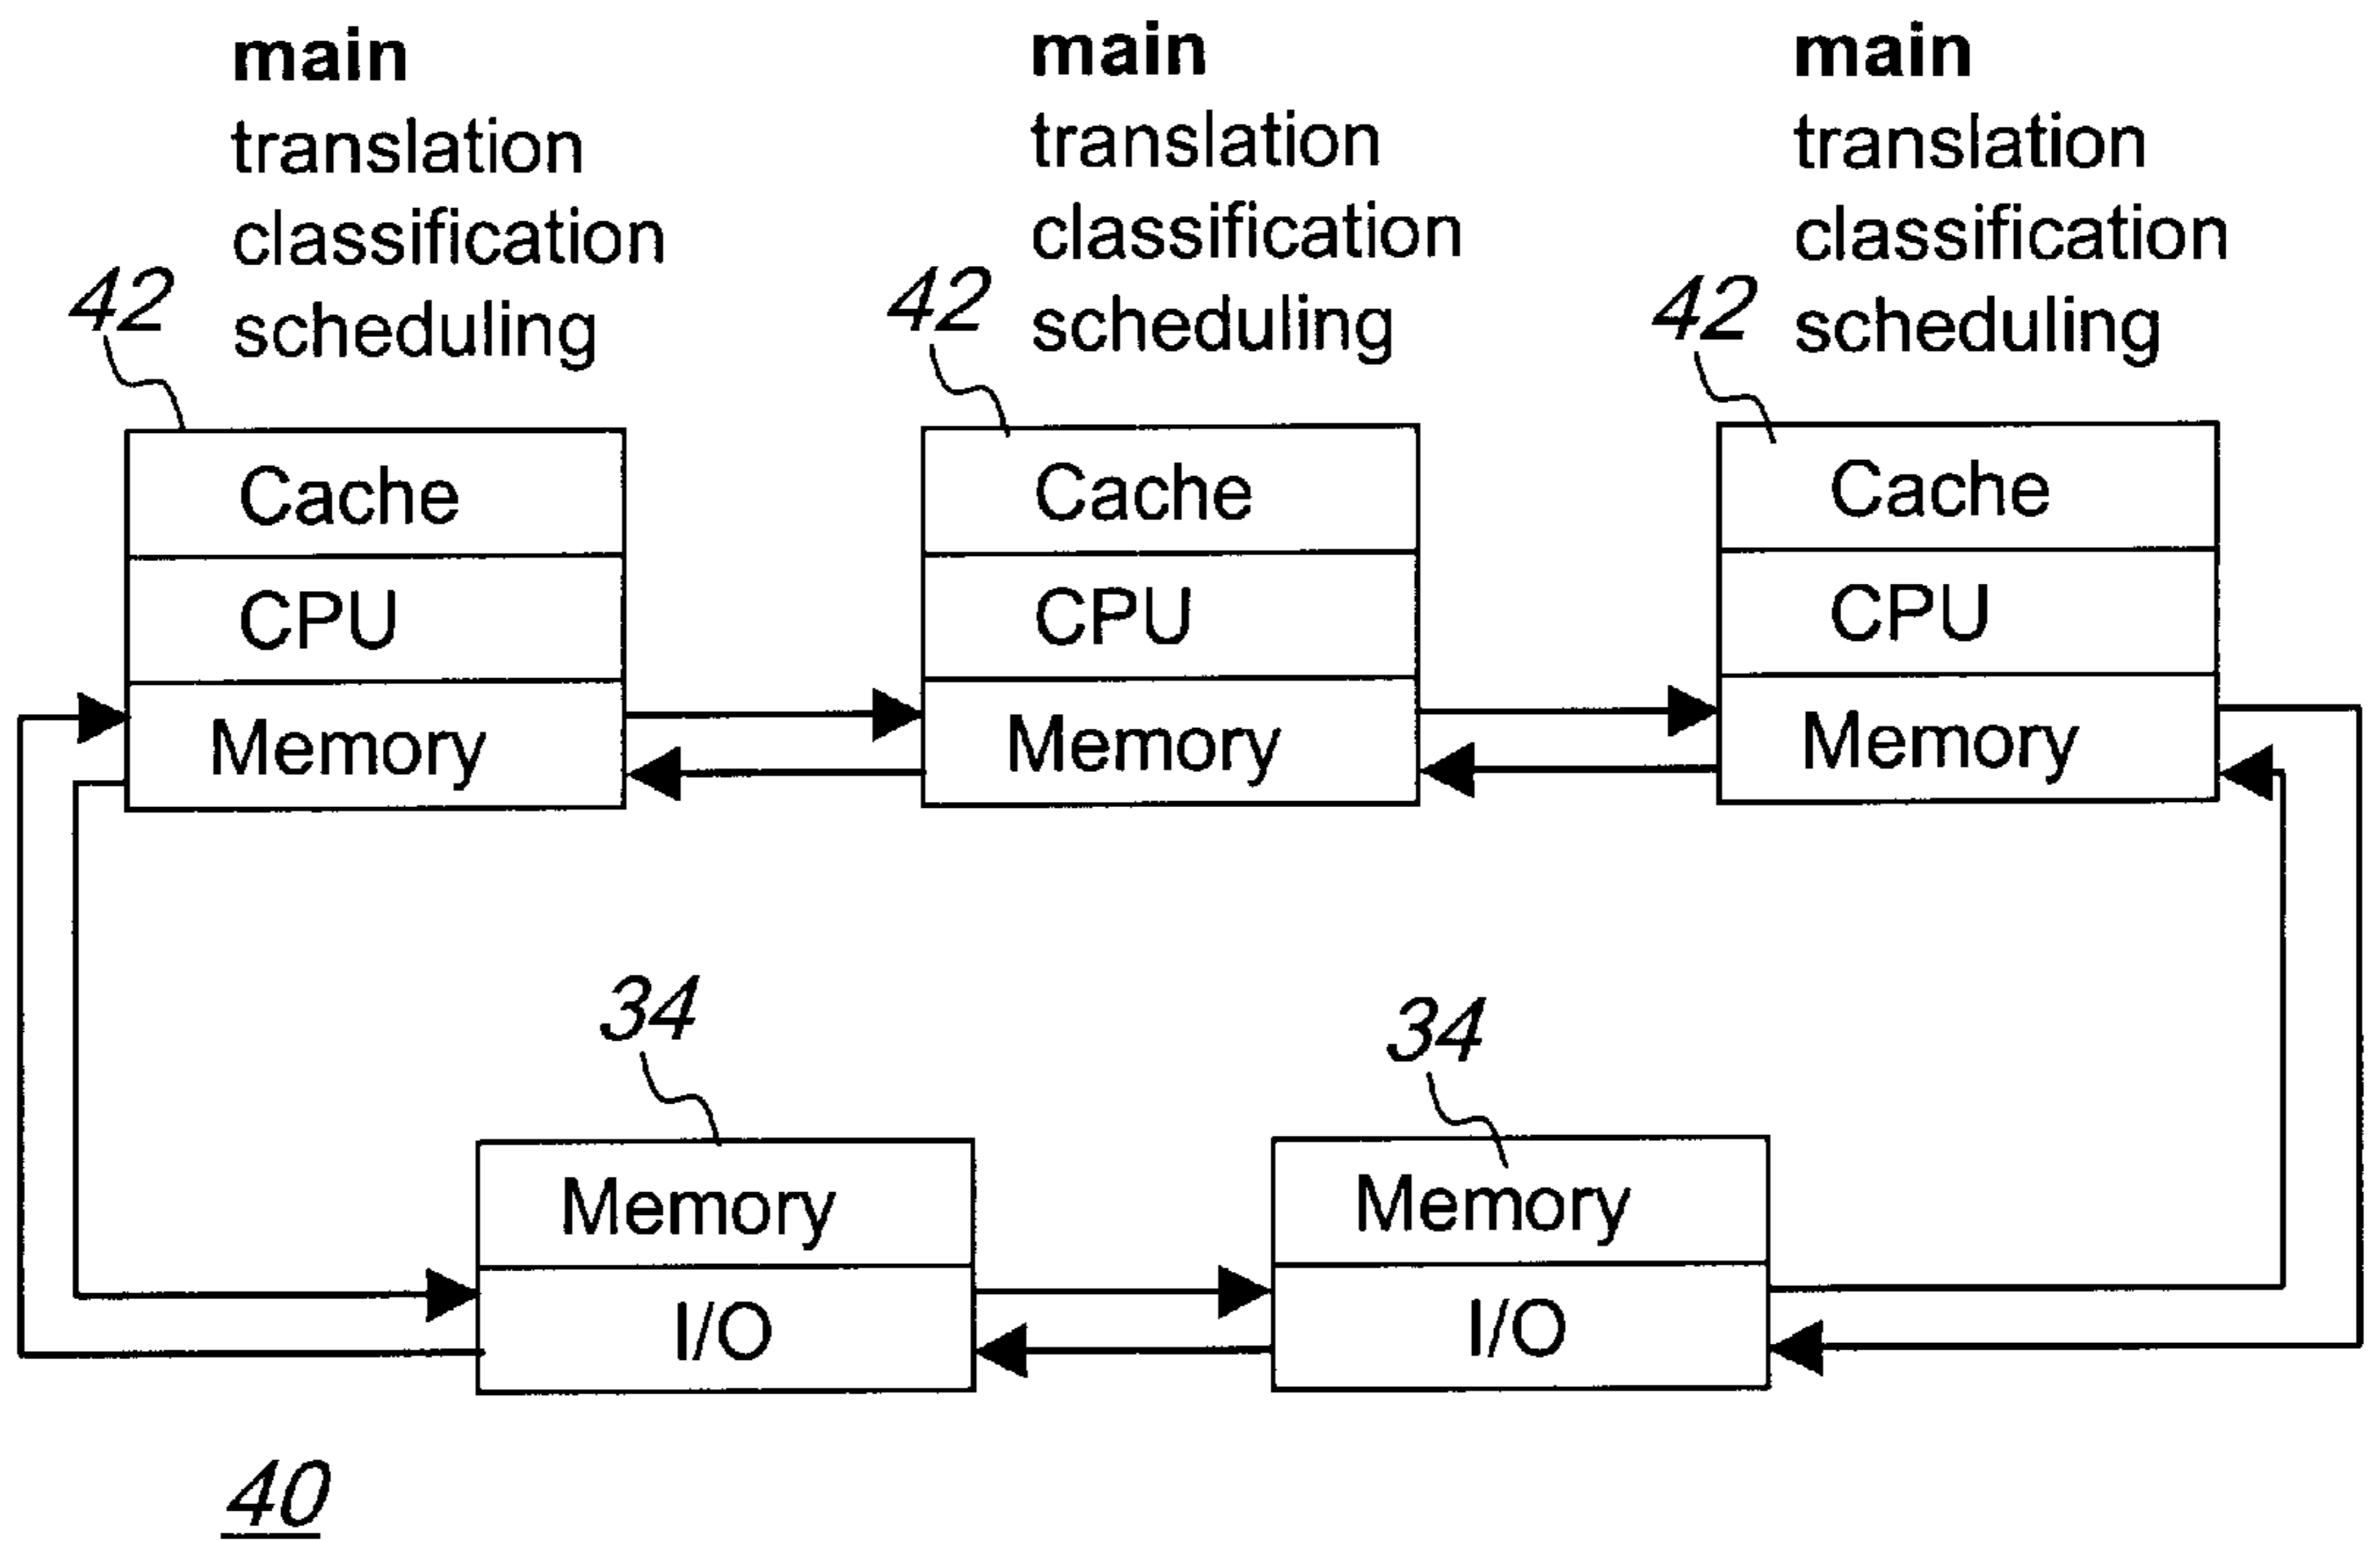 main
translation
classification
scheduling
42
main
translation
classification
scheduling
42
main
translation
classification
scheduling
42
Cache
CPU
Memory
Cache
CPU
Memory
Cache
CPU
Memory
34
Memory
I/O
34
Memory
I/O
40